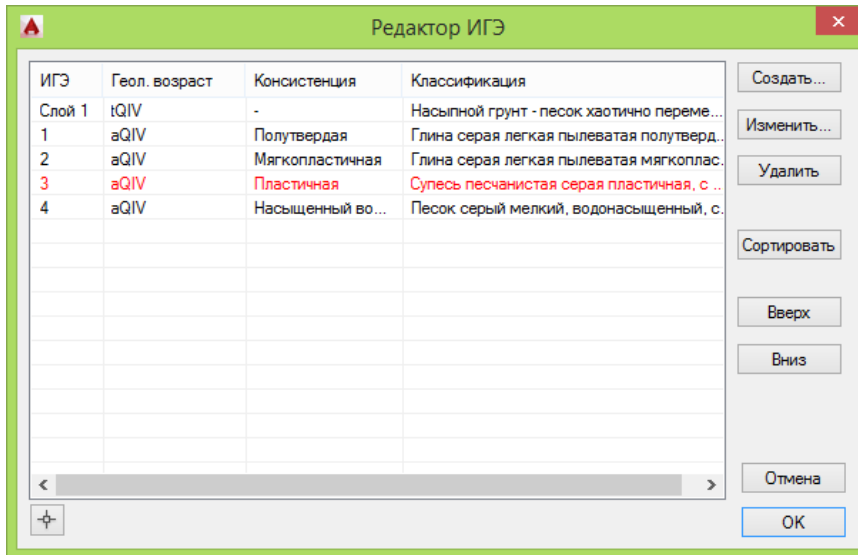 Редактор ИГЭ
ИГЭ Геол. возраст Консистенция Классификация
Слой 1 tQIV - Насыпной грунт - песок хаотично переме...
1 aQIV Полутвердая Глина серая легкая пылеватая полутверд..
2 aQIV Мягкопластичная Глина серая легкая пылеватая мягкоплас.
3 aQIV Пластичная Супесь песчанистая серая пластичная, с ..
4 aQIV Насыщенный во... Песок серый мелкий, водонасыщенный, с.
Создать...
Изменить...
Удалить
Сортировать
Вверх
Вниз
Отмена
OK